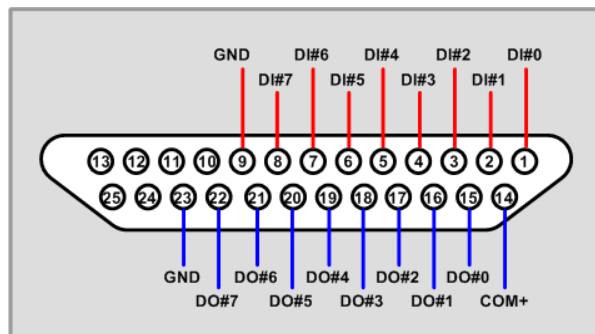 GND DI#6 DI#4 DI#2 DI#0
DI#7 DI#5 DI#3 DI#1
13 12 11 10 9 8 7 6 5 4 3 2 1
25 24 23 22 21 20 19 18 17 16 15 14
GND DO#6 DO#4 DO#2 DO#0
DO#7 DO#5 DO#3 DO#1 COM+